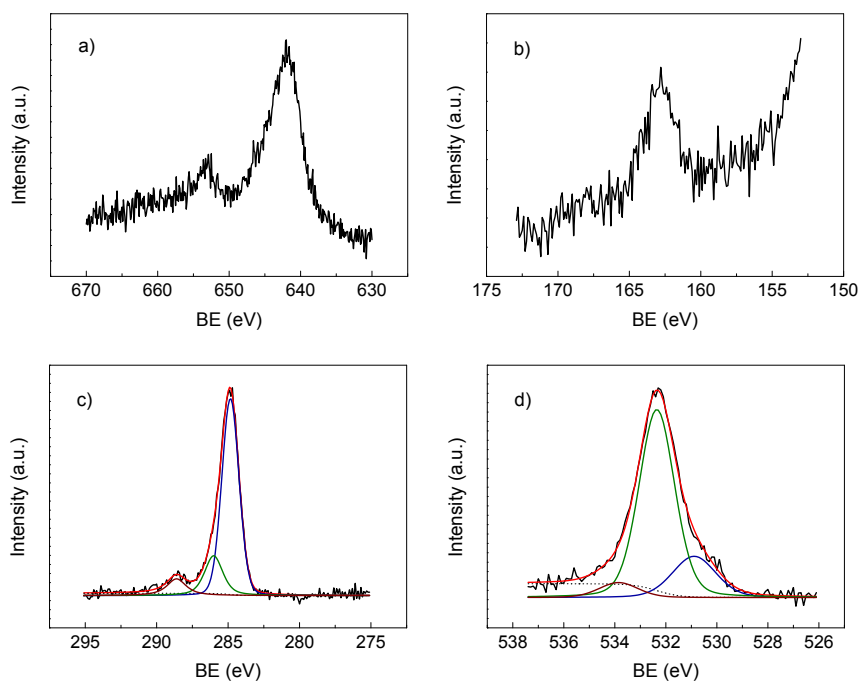 a)
Intensity (a.u.)
670 660 650 640 630
BE (eV)
b)
Intensity (a.u.)
175 170 165 160 155 150
BE (eV)
c)
Intensity (a.u.)
295 290 285 280 275
BE (eV)
d)
Intensity (a.u.)
538 536 534 532 530 528 526
BE (eV)